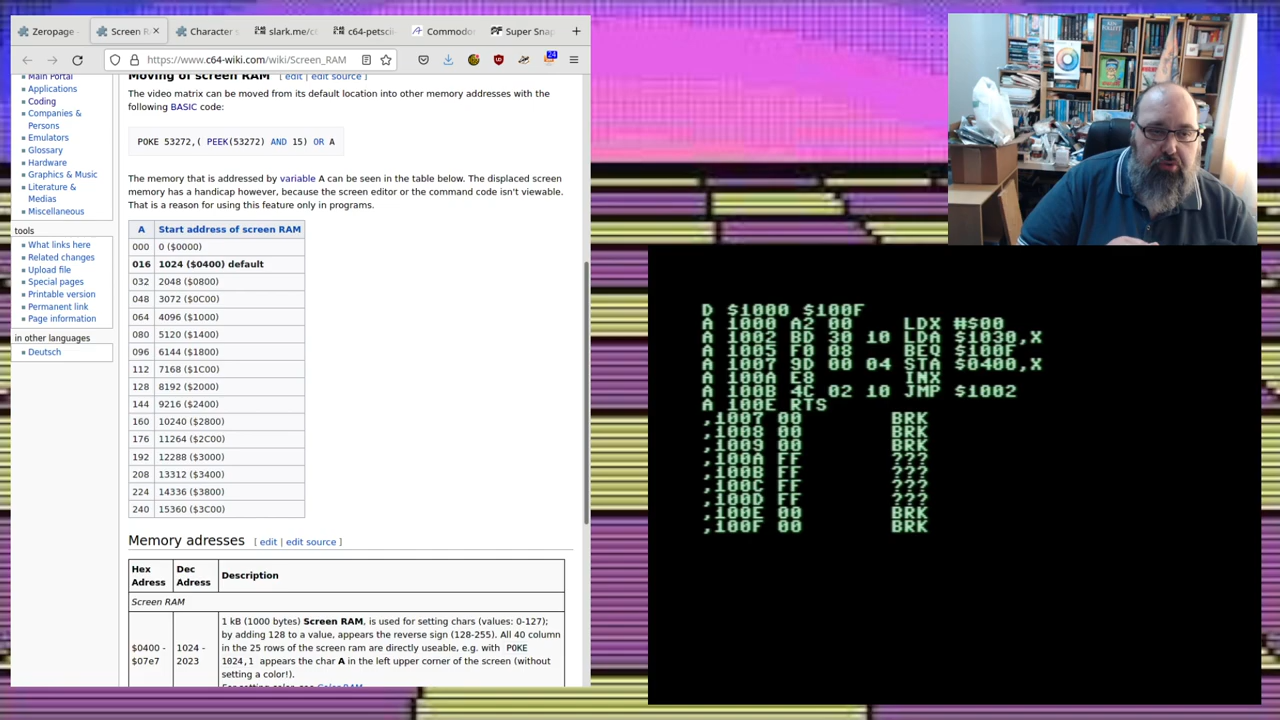 Zeropage
Screen R
Character
slark.me/c
c64-petsci
Commodor
Super Snap
https://www.c64-wiki.com/wiki/Screen_RAM
24
Main Portal
Applications
Coding
Companies &
Persons
Emulators
Glossary
Hardware
Graphics & Music
Literature &
Medias
Miscellaneous
tools
What links here
Related changes
Upload file
Special pages
Printable version
Permanent link
Page information
in other languages
Deutsch
Moving of screen RAM [ edit | edit source ]
The video matrix can be moved from its default location into other memory addresses with the
following BASIC code:
POKE 53272,( PEEK(53272) AND 15) OR A
The memory that is addressed by variable A can be seen in the table below. The displaced screen
memory has a handicap however, because the screen editor or the command code isn't viewable.
That is a reason for using this feature only in programs.
A Start address of screen RAM
000 0 ($0000)
016 1024 ($0400) default
032 2048 ($0800)
048 3072 ($0C00)
064 4096 ($1000)
080 5120 ($1400)
096 6144 ($1800)
112 7168 ($1C00)
128 8192 ($2000)
144 9216 ($2400)
160 10240 ($2800)
176 11264 ($2C00)
192 12288 ($3000)
208 13312 ($3400)
224 14336 ($3800)
240 15360 ($3C00)
Memory adresses [ edit | edit source ]
Hex Adress
Dec Adress
Description
Screen RAM
$0400 - $07e7
1024 - 2023
1 kB (1000 bytes) Screen RAM, is used for setting chars (values: 0-127);
by adding 128 to a value, appears the reverse sign (128-255). All 40 column
in the 25 rows of the screen ram are directly useable, e.g. with POKE
1024,1 appears the char A in the left upper corner of the screen (without
setting a color!).
For setting color, see Color RAM
D $1000 $100F
A 1000 A2 00 LDX #$00
A 1002 BD 30 10 LDA $1030,X
A 1005 F0 08 BEQ $100F
A 1007 9D 00 04 STA $0400,X
A 100A E8 INX
A 100B 4C 02 10 JMP $1002
A 100E RTS
,1007 00 BRK
,1008 00 BRK
,1009 00 BRK
,100A FF ???
,100B FF ???
,100C FF ???
,100D FF ???
,100E 00 BRK
,100F 00 BRK